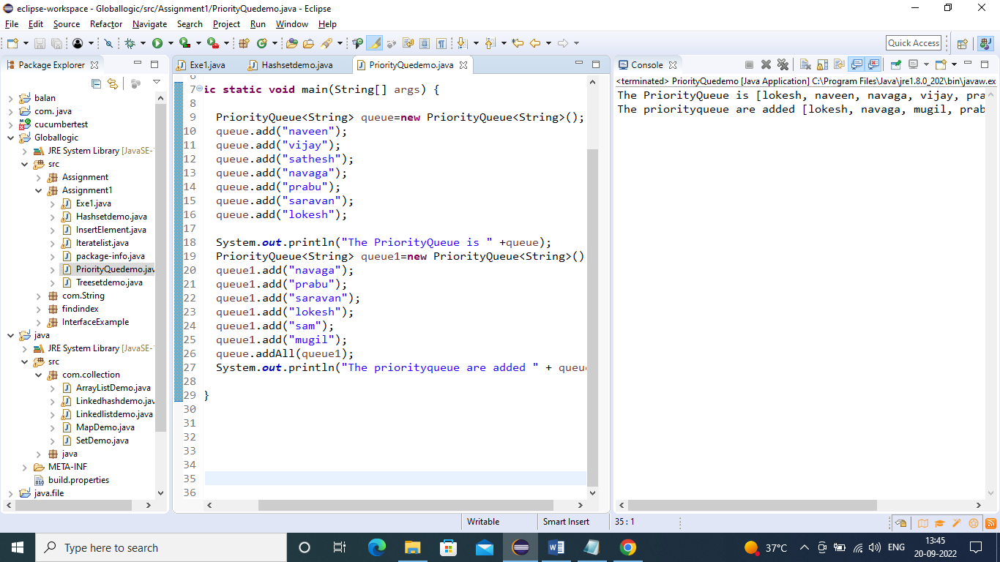 eclipse-workspace - Globallogic/src/Assignment1/PriorityQuedemo.java - Eclipse
File Edit Source Refactor Navigate Search Project Run Window Help
Quick Access
Package Explorer
balan
com. java
cucumbertest
Globallogic
JRE System Library [JavaSE-
src
Assignment
Assignment1
Exe1.java
Hashsetdemo.java
InsertElement.java
Iteratelist.java
package-info.java
PriorityQuedemo.jav
Treesetdemo.java
com.String
findindex
InterfaceExample
java
JRE System Library [JavaSE-
src
com.collection
ArrayListDemo.java
Linkedhashdemo.jav
Linkedlistdemo.java
MapDemo.java
SetDemo.java
java
META-INF
build.properties
java.file
Exe1.java Hashsetdemo.java PriorityQuedemo.java
6
7 ic static void main(String[] args) {
8
9 PriorityQueue<String> queue=new PriorityQueue<String>();
10 queue.add("naveen");
11 queue.add("vijay");
12 queue.add("sathesh");
13 queue.add("navaga");
14 queue.add("prabu");
15 queue.add("saravan");
16 queue.add("lokesh");
17
18 System.out.println("The PriorityQueue is " +queue);
19 PriorityQueue<String> queue1=new PriorityQueue<String>()
20 queue1.add("navaga");
21 queue1.add("prabu");
22 queue1.add("saravan");
23 queue1.add("lokesh");
24 queue1.add("sam");
25 queue1.add("mugil");
26 queue.addAll(queue1);
27 System.out.println("The priorityqueue are added " + queu
28
29 }
30
31
32
33
34
35
36
Console
<terminated> PriorityQuedemo [Java Application] C:\Program Files\Java\jre1.8.0_202\bin\javaw.ex
The PriorityQueue is [lokesh, naveen, navaga, vijay, pra
The priorityqueue are added [lokesh, navaga, mugil, prab
Writable Smart Insert 35 : 1
Type here to search
37°C ENG 13:45
20-09-2022